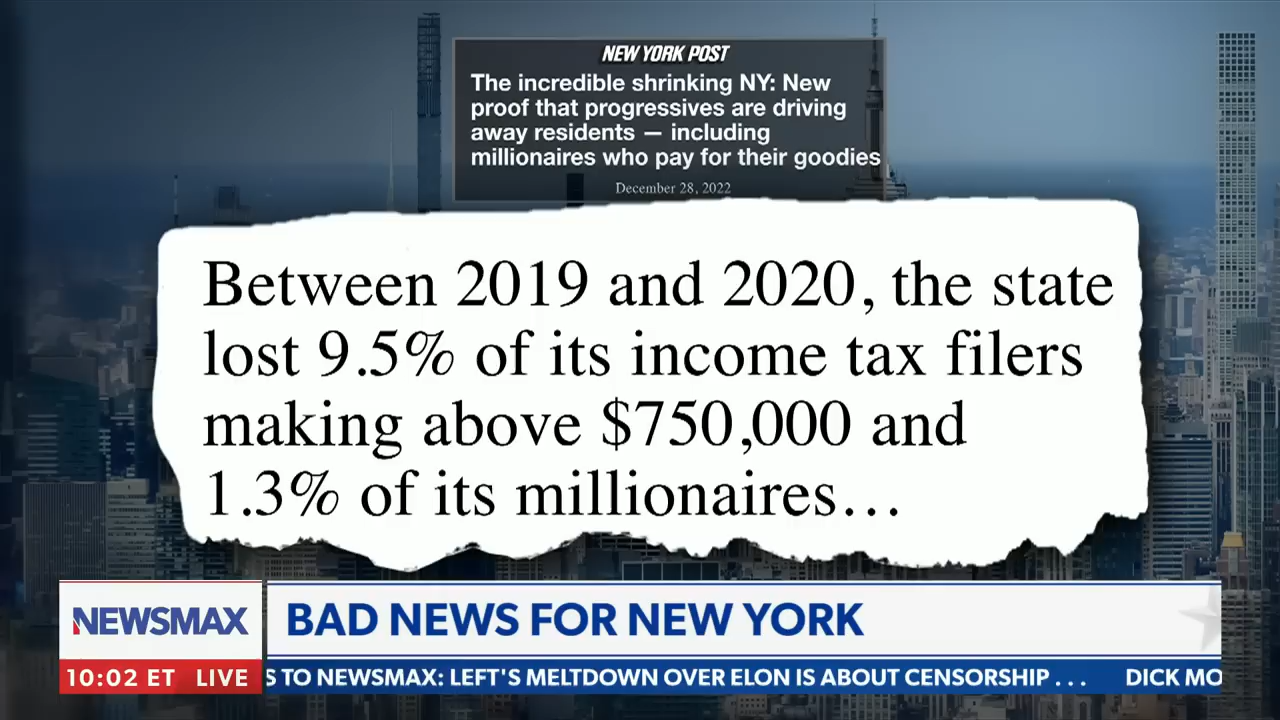 NEW YORK POST
The incredible shrinking NY: New
proof that progressives are driving
away residents — including
millionaires who pay for their goodies
December 28, 2022
Between 2019 and 2020, the state
lost 9.5% of its income tax filers
making above $750,000 and
1.3% of its millionaires...
NEWSMAX
BAD NEWS FOR NEW YORK
10:02 ET LIVE
S TO NEWSMAX: LEFT'S MELTDOWN OVER ELON IS ABOUT CENSORSHIP . . . DICK MO